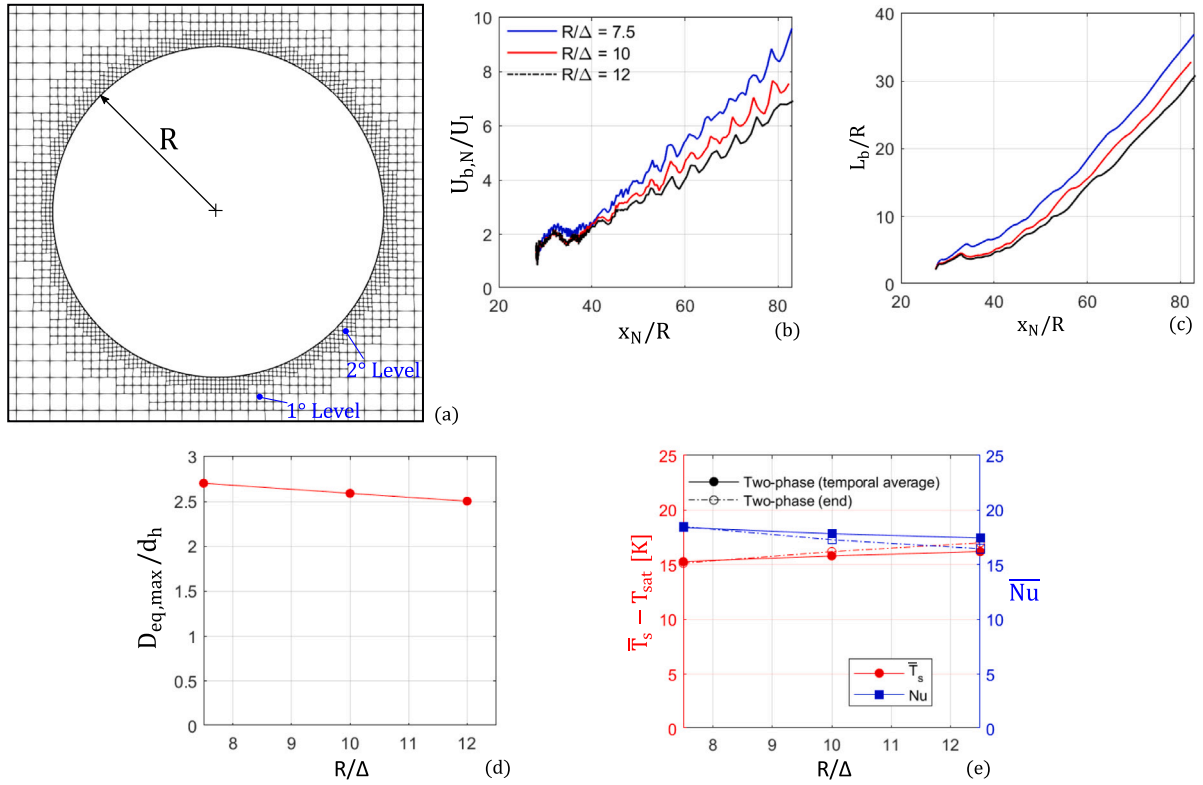 R
2° Level
1° Level
(a)
U_b,N/U_l
10
8
6
4
2
0
R/Δ = 7.5
R/Δ = 10
R/Δ = 12
20
40
60
80
x_N/R
(b)
L_b/R
40
30
20
10
0
20
40
60
80
x_N/R
(c)
D_eq,max/d_h
3
2.5
2
1.5
1
0.5
0
8
9
10
11
12
R/Δ
(d)
T̿_s − T_sat [K]
25
20
15
10
5
0
Two-phase (temporal average)
Two-phase (end)
T̿_s
Nu
25
20
15
10
5
0
N̅u̅
8
9
10
11
12
R/Δ
(e)